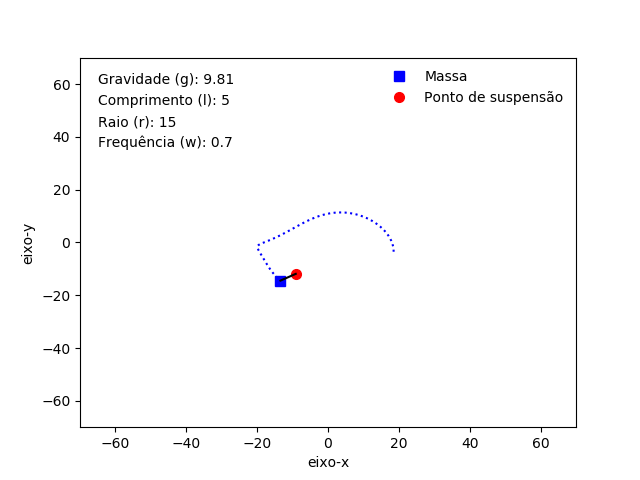 Gravidade (g): 9.81
Comprimento (l): 5
Raio (r): 15
Frequência (w): 0.7
Massa
Ponto de suspensão
60
40
20
0
−20
−40
−60
eixo-y
−60
−40
−20
0
20
40
60
eixo-x